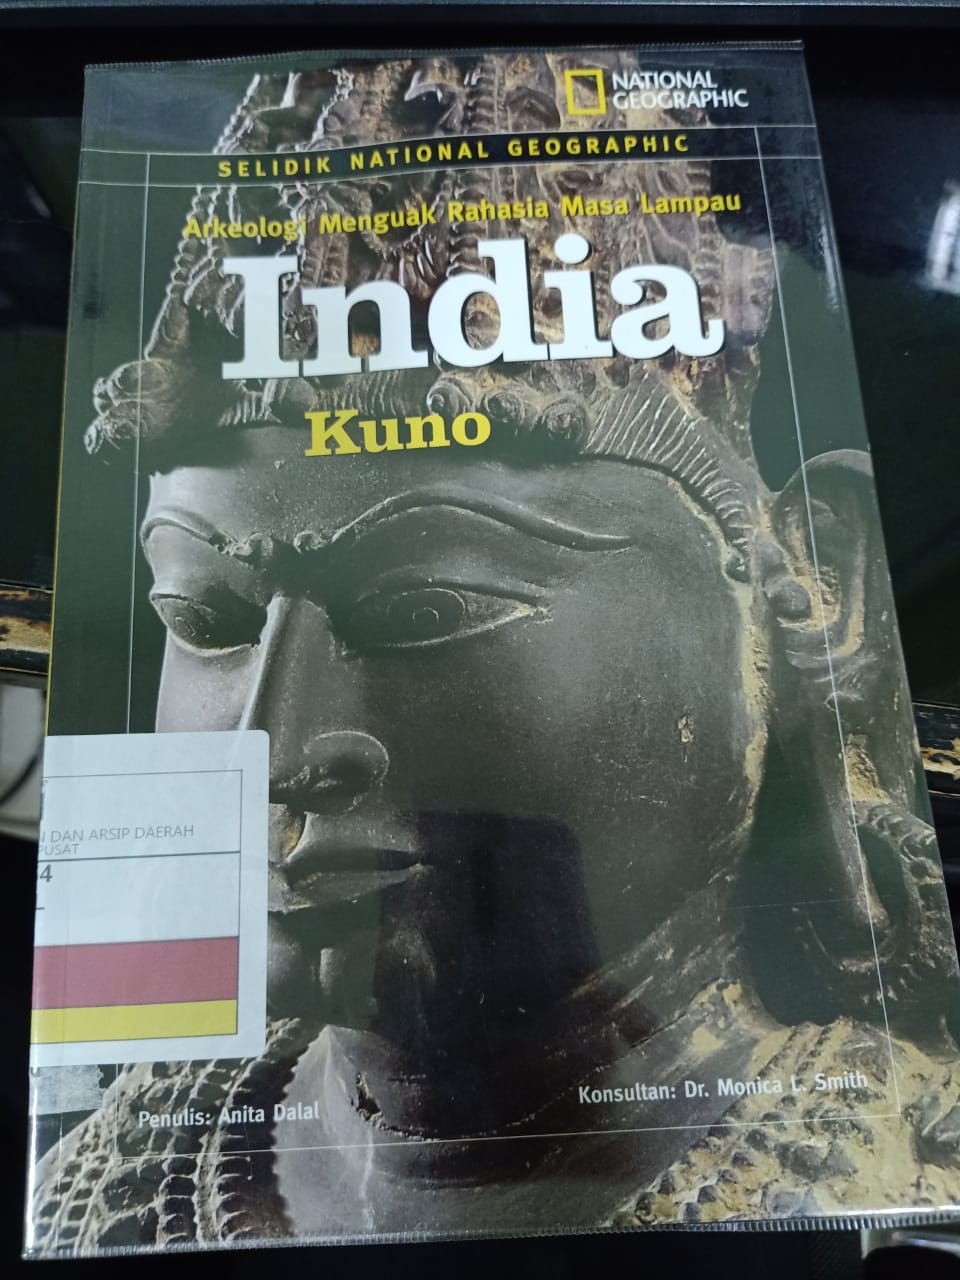 NATIONAL
GEOGRAPHIC
SELIDIK NATIONAL GEOGRAPHIC
Arkeologi Menguak Rahasia Masa Lampau
India
Kuno
DAN ARSIP DAERAH
PUSAT
4
Penulis: Anita Dalal
Konsultan: Dr. Monica L. Smith